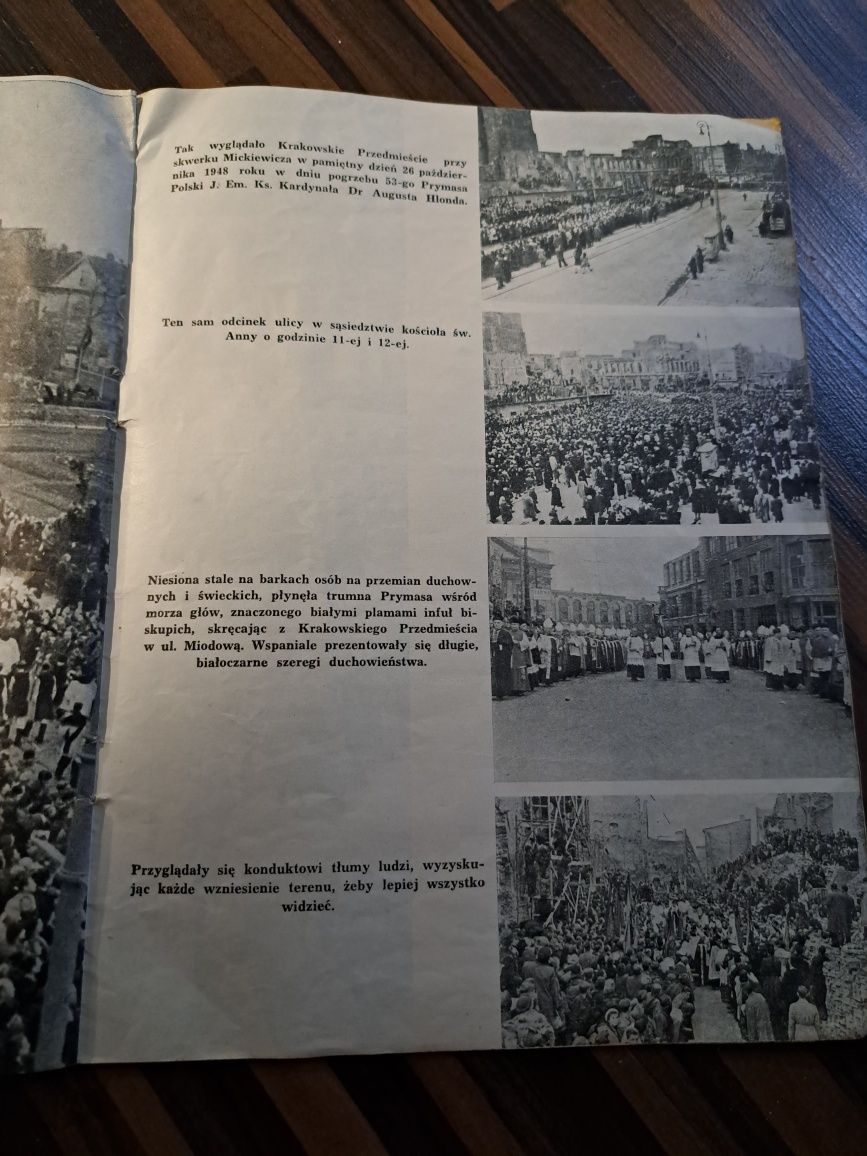 Tak wyglądało Krakowskie Przedmieście przy
skwerku Mickiewicza w pamiętny dzień 26 paździer-
nika 1948 roku w dniu pogrzebu 53-go Prymasa
Polski J. Em. Ks. Kardynała Dr Augusta Hlonda.
Ten sam odcinek ulicy w sąsiedztwie kościoła św.
Anny o godzinie 11-ej i 12-ej.
Niesiona stale na barkach osób na przemian duchow-
nych i świeckich, płynęła trumna Prymasa wśród
morza głów, znaczonego białymi plamami infuł bi-
skupich, skręcając z Krakowskiego Przedmieścia
w ul. Miodową. Wspaniale prezentowały się długie,
białoczarne szeregi duchowieństwa.
Przyglądały się konduktowi tłumy ludzi, wyzysku-
jąc każde wzniesienie terenu, żeby lepiej wszystko
widzieć.